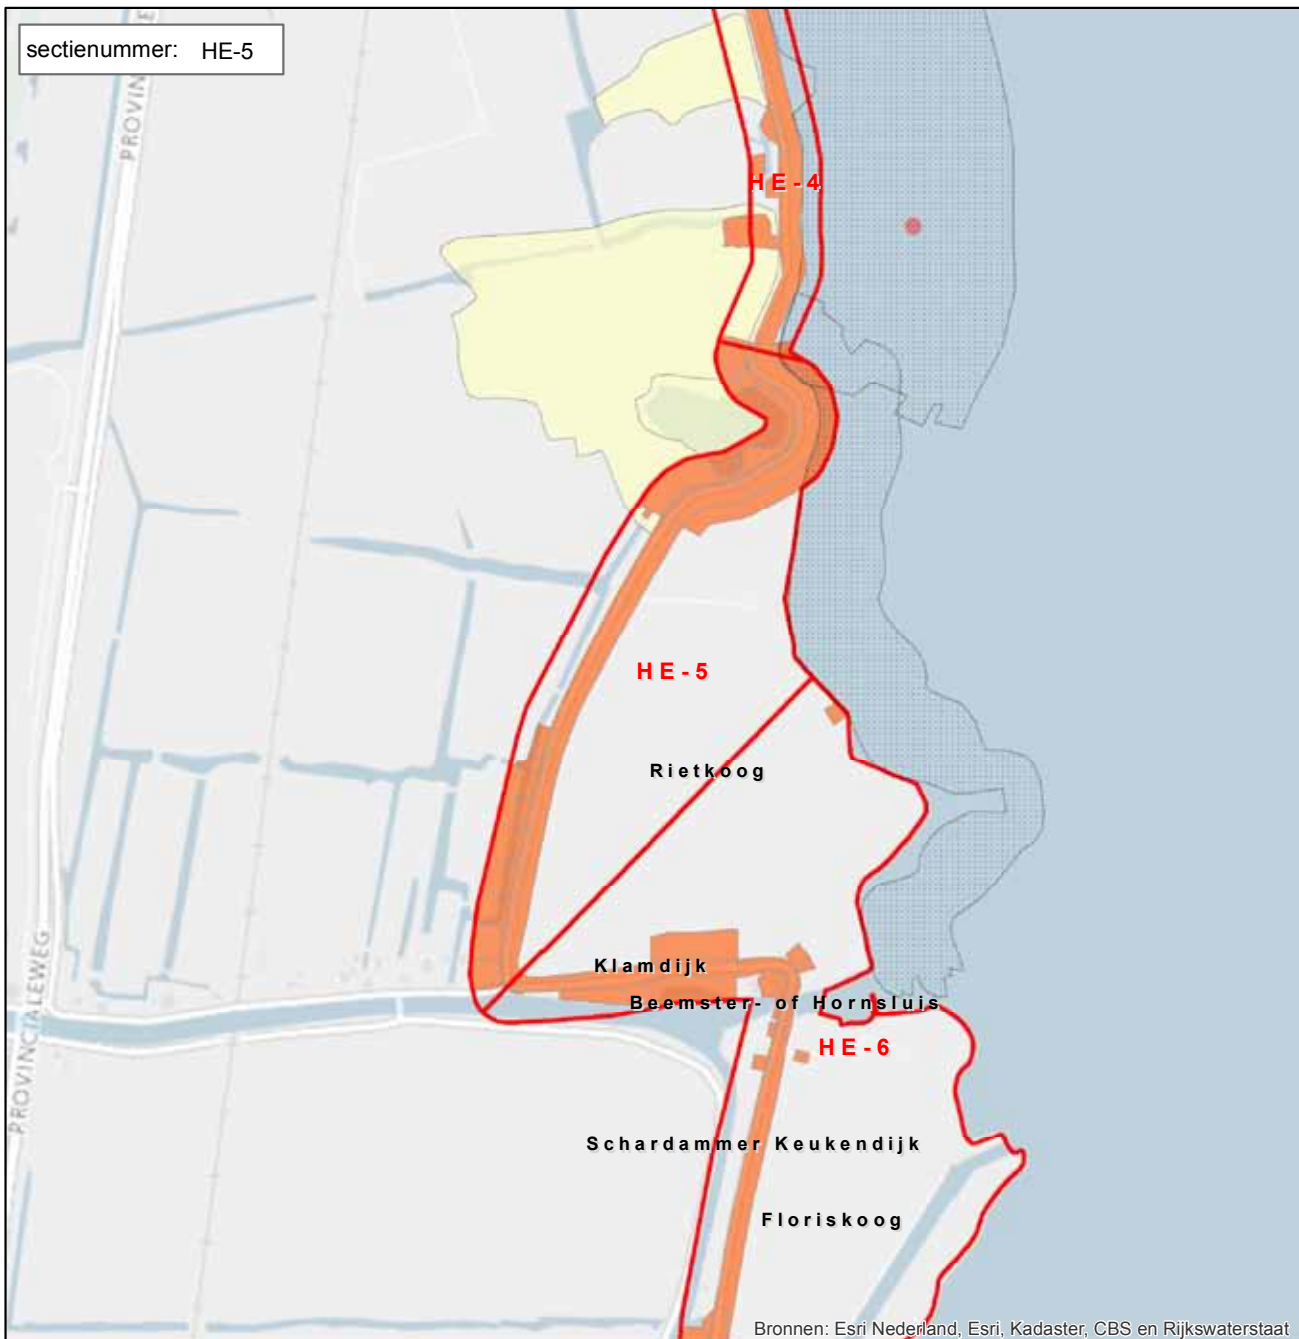 sectienummer: HE-5
PROVIN E
HE-4
HE-5
Rietkoog
Klamdijk
Beemster- of Hornsluis
HE-6
PROVINCIALEWEG
Schardammer Keukendijk
Floriskoog
Bronnen: Esri Nederland, Esri, Kadaster, CBS en Rijkswaterstaat